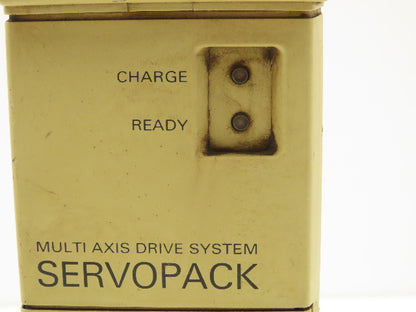 CHARGE
READY
MULTI AXIS DRIVE SYSTEM
SERVOPACK